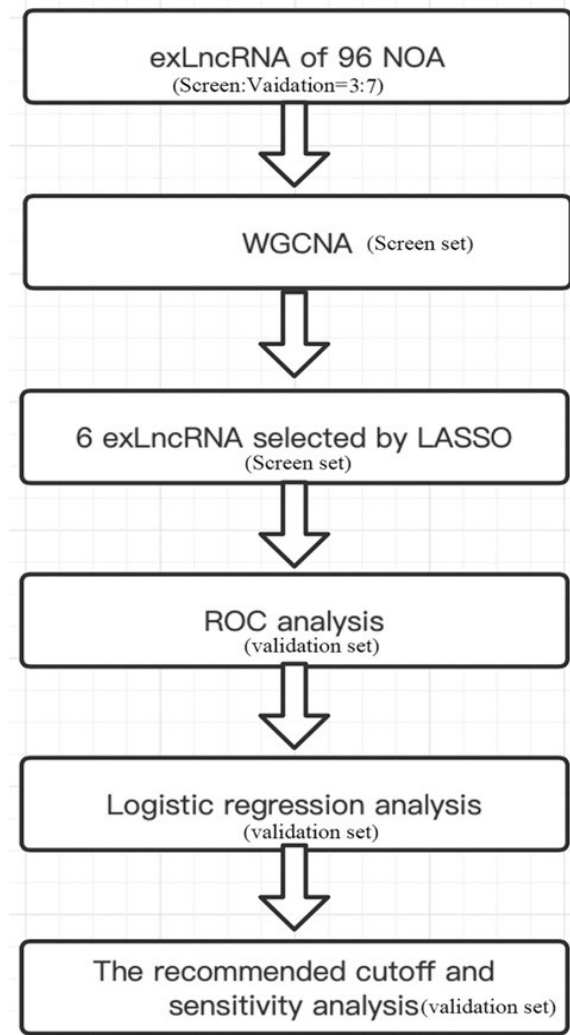 exLncRNA of 96 NOA
(Screen:Vaidation=3:7)
WGCNA (Screen set)
6 exLncRNA selected by LASSO
(Screen set)
ROC analysis
(validation set)
Logistic regression analysis
(validation set)
The recommended cutoff and
sensitivity analysis(validation set)